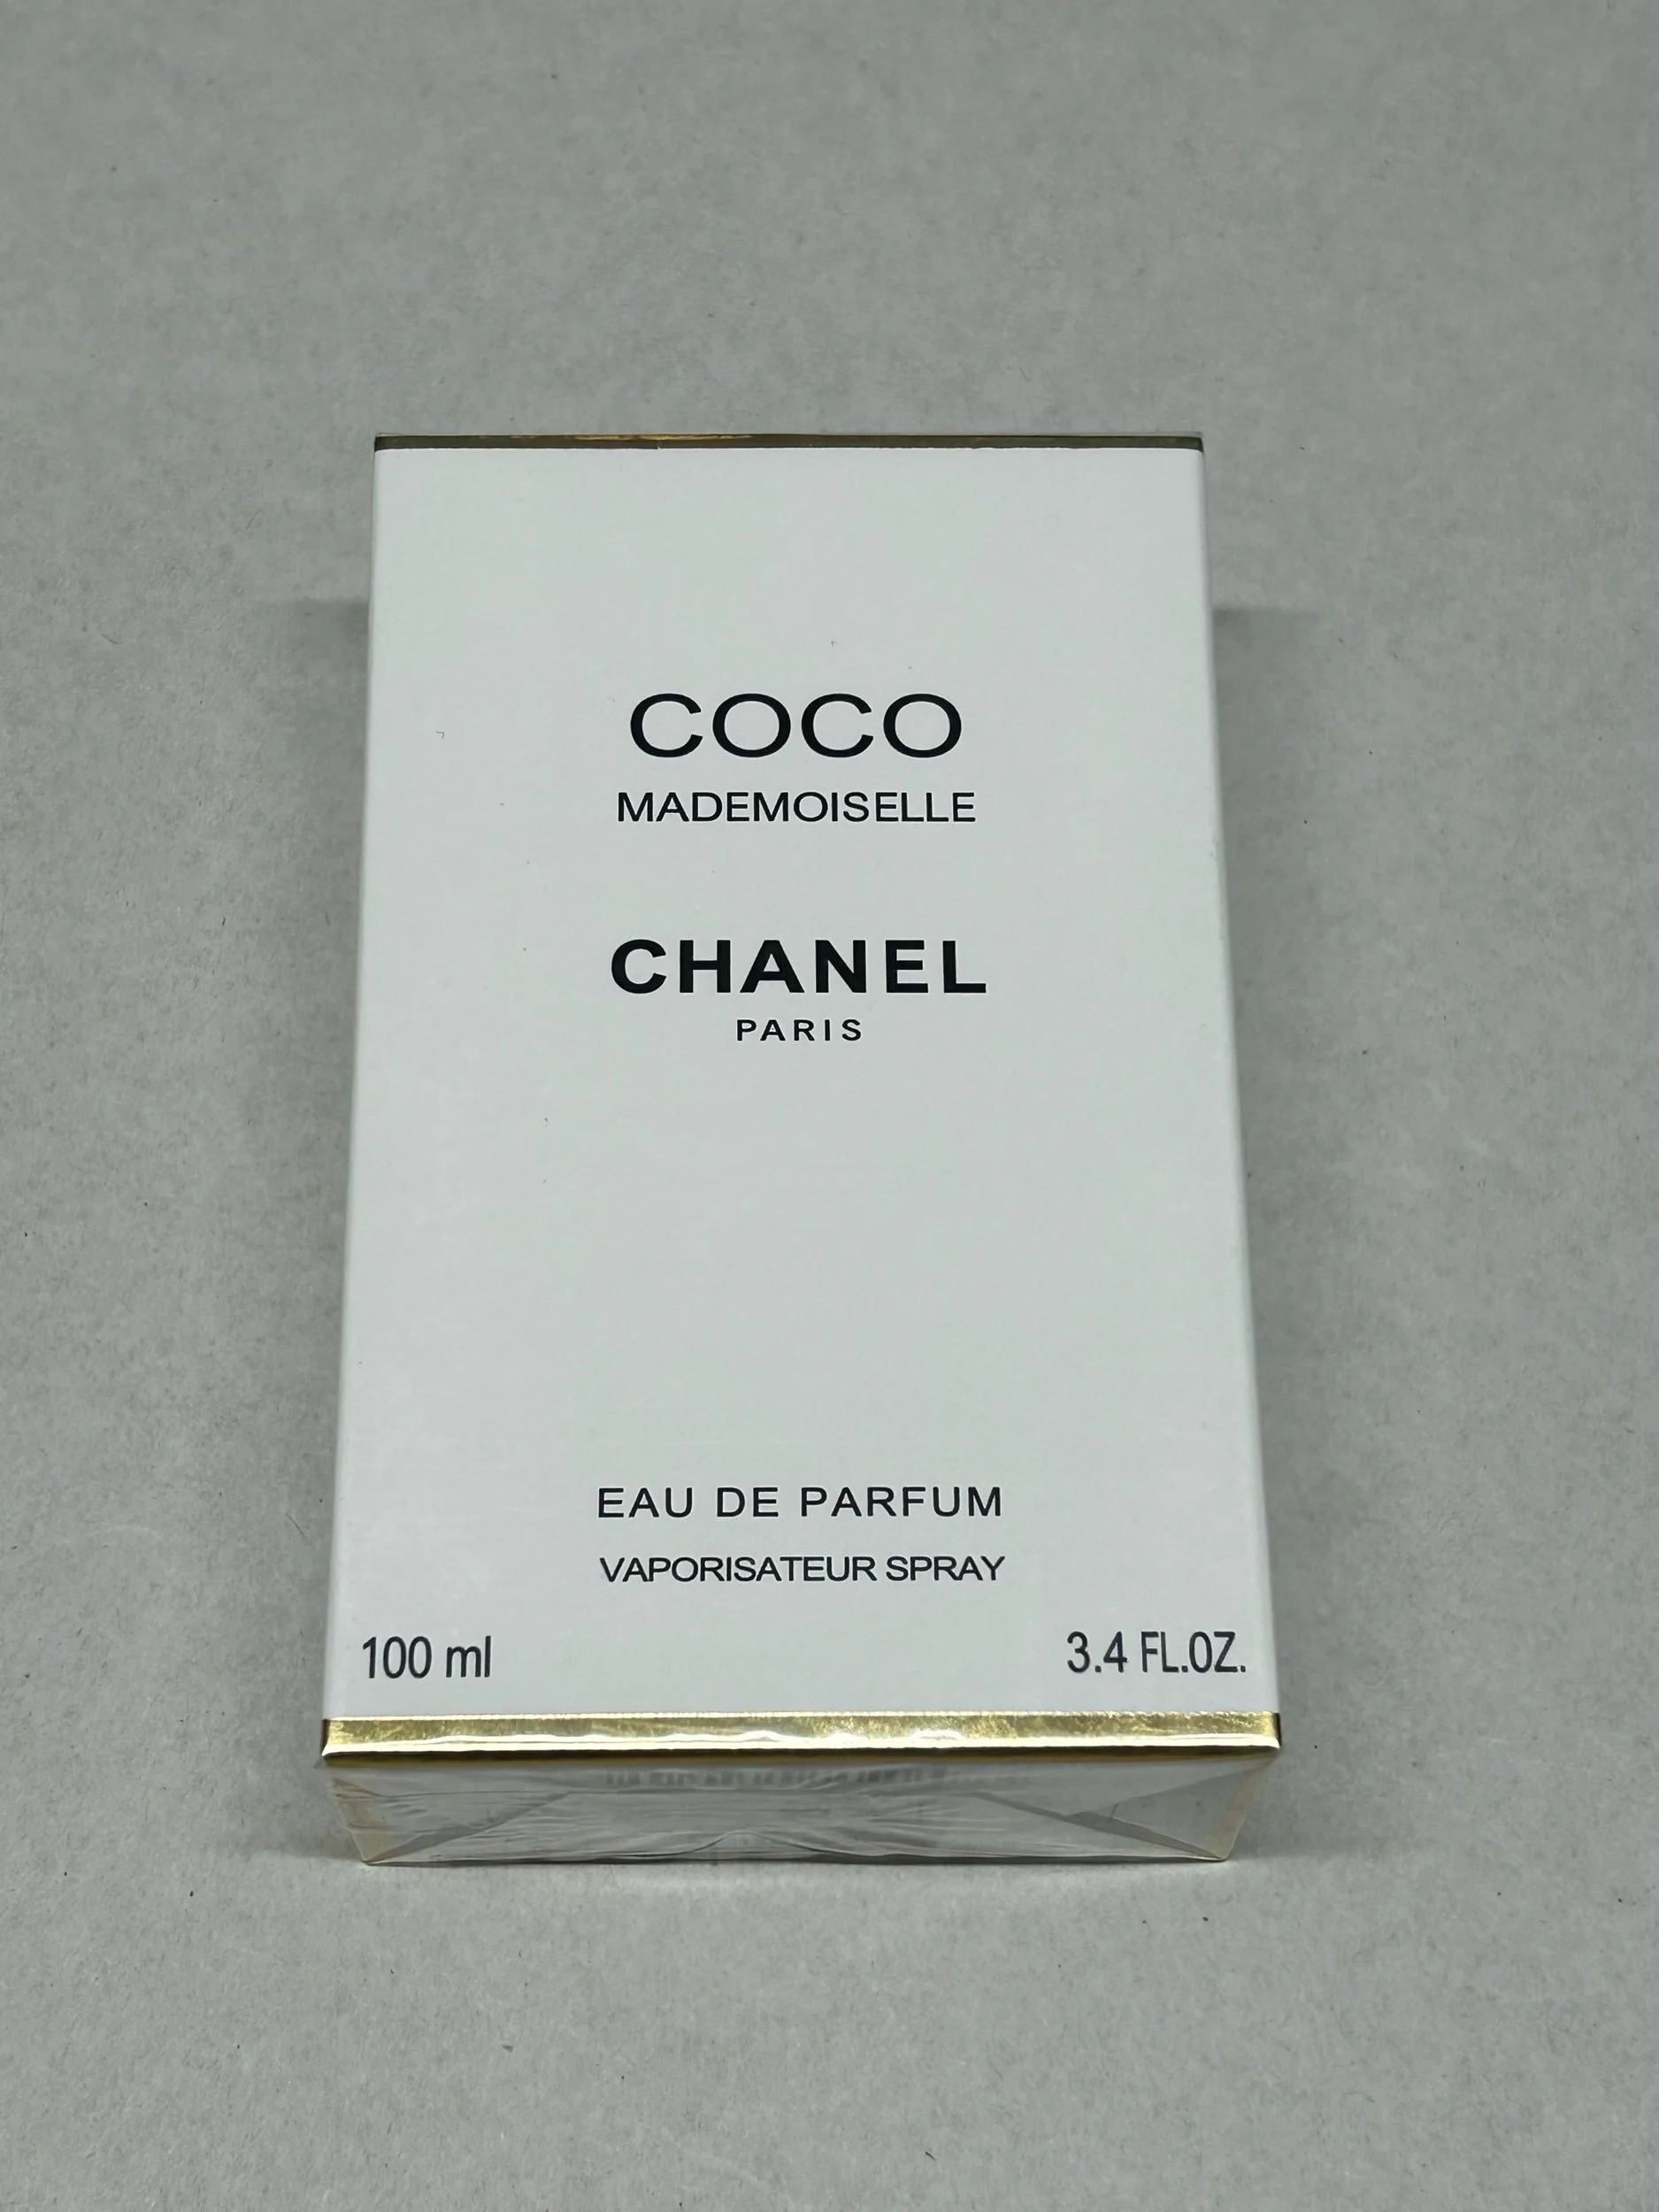 COCO
MADEMOISELLE
CHANEL
PARIS
EAU DE PARFUM
VAPORISATEUR SPRAY
100 ml 3.4 FL.OZ.